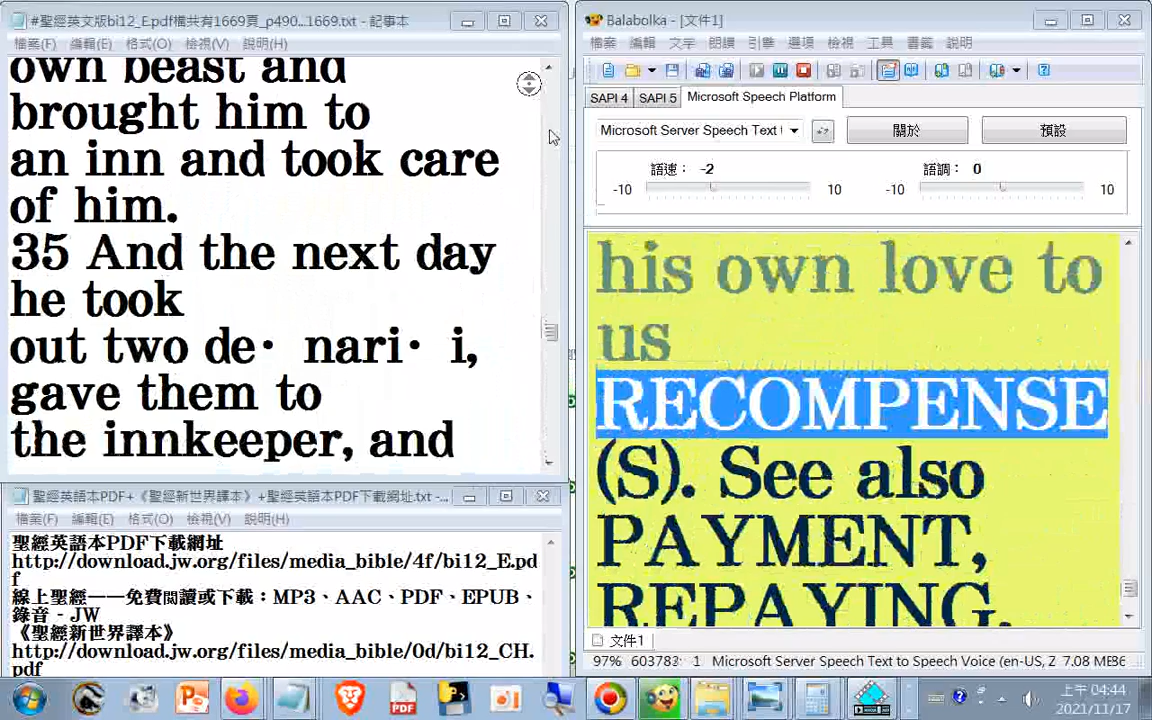 #聖經英文版bi12_E.pdf檔共有1669頁_p490...1669.txt - 記事本
檔案(F) 編輯(E) 格式(O) 檢視(V) 說明(H)
own beast and
brought him to
an inn and took care
of him.
35 And the next day
he took
out two de· nari· i,
gave them to
the innkeeper, and
聖經英語本PDF+《聖經新世界譯本》+聖經英語本PDF下載網址.txt -...
檔案(F) 編輯(E) 格式(O) 檢視(V) 說明(H)
聖經英語本PDF下載網址
http://download.jw.org/files/media_bible/4f/bi12_E.pd
f
線上聖經——免費閱讀或下載：MP3、AAC、PDF、EPUB、
錄音 - JW
《聖經新世界譯本》
http://download.jw.org/files/media_bible/0d/bi12_CH.
pdf
Balabolka - [文件1]
檔案 編輯 文字 朗讀 引擎 選項 檢視 工具 書籤 說明
SAPI 4 SAPI 5 Microsoft Speech Platform
Microsoft Server Speech Text 關於 預設
語速： -2 語調： 0
-10 10 -10 10
his own love to
us
RECOMPENSE
(S). See also
PAYMENT,
REPAYING.
文件1
97% 603783: 1 Microsoft Server Speech Text to Speech Voice (en-US, Z 7.08 MB
PDF
上午 04:44
2021/11/17